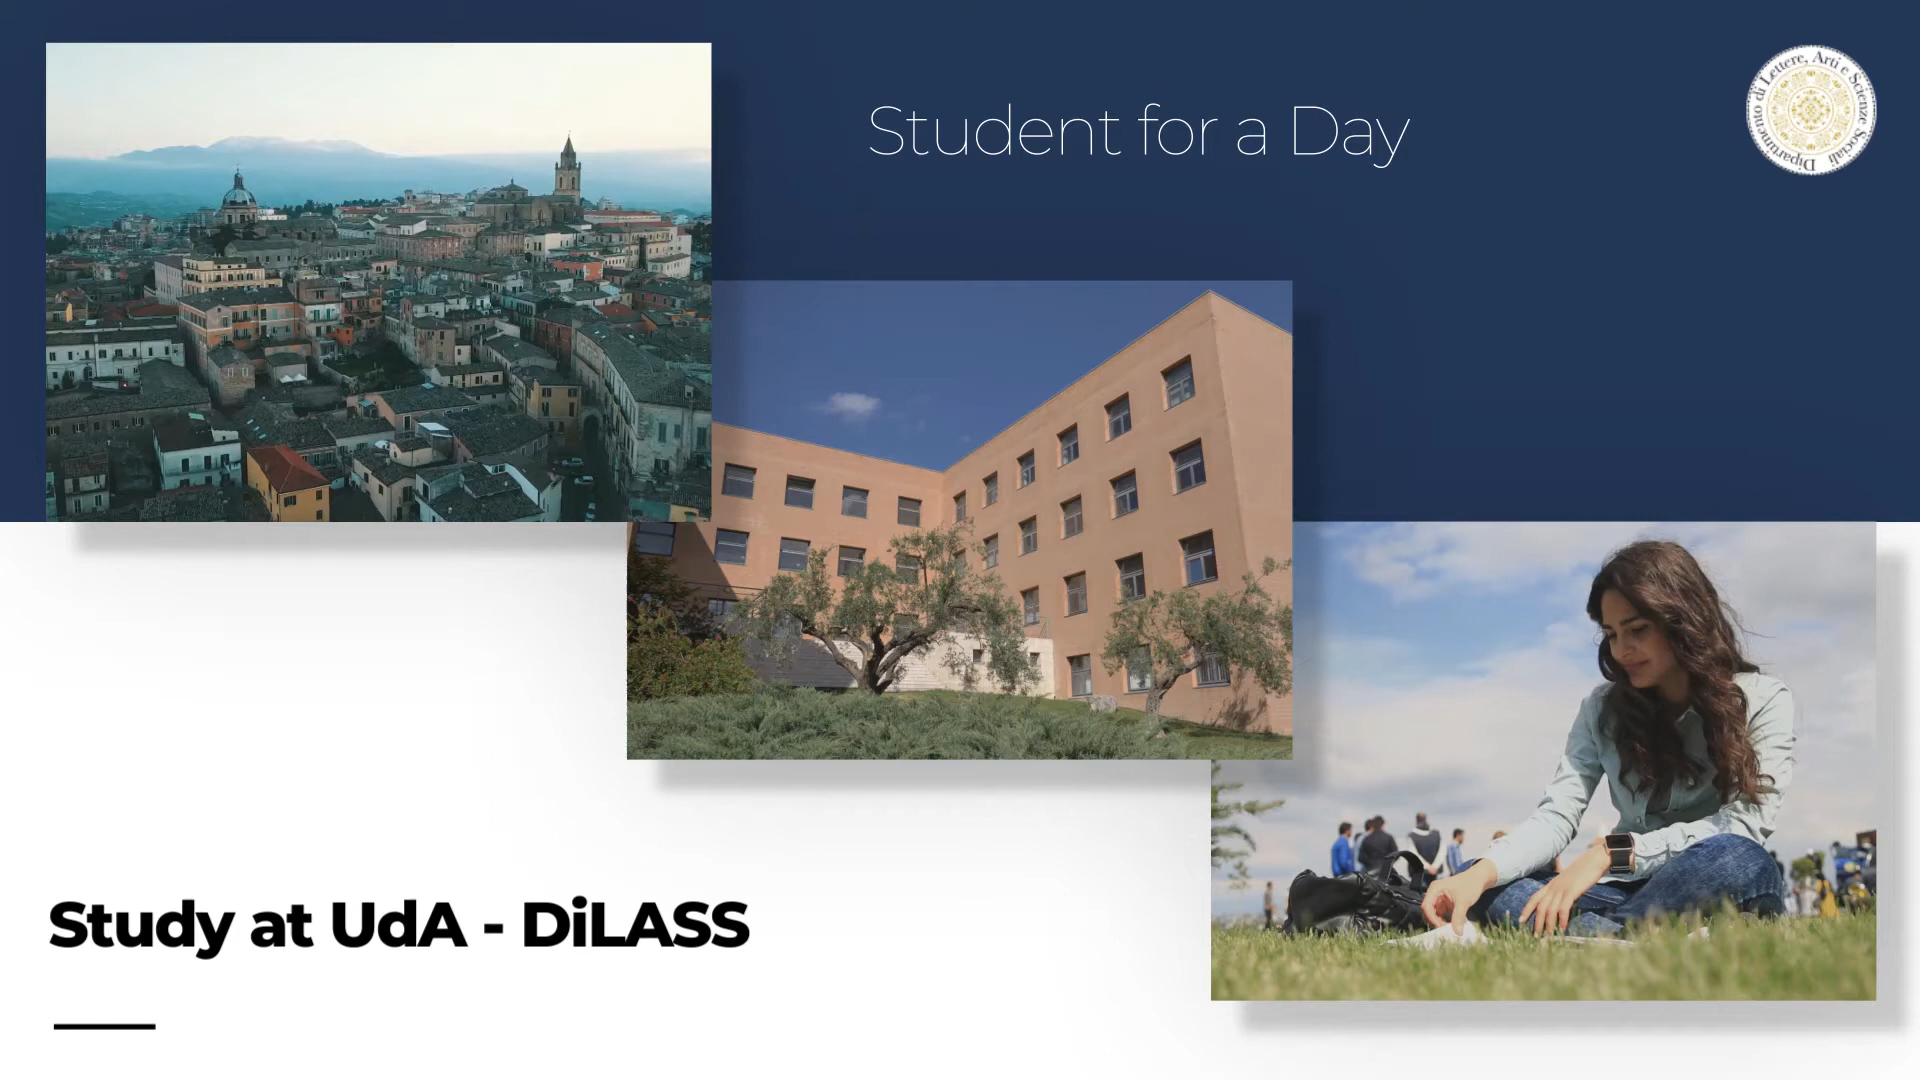 Student for a Day
Dipartimento di Lettere, Arti e Scienze Sociali
Study at UdA - DiLASS